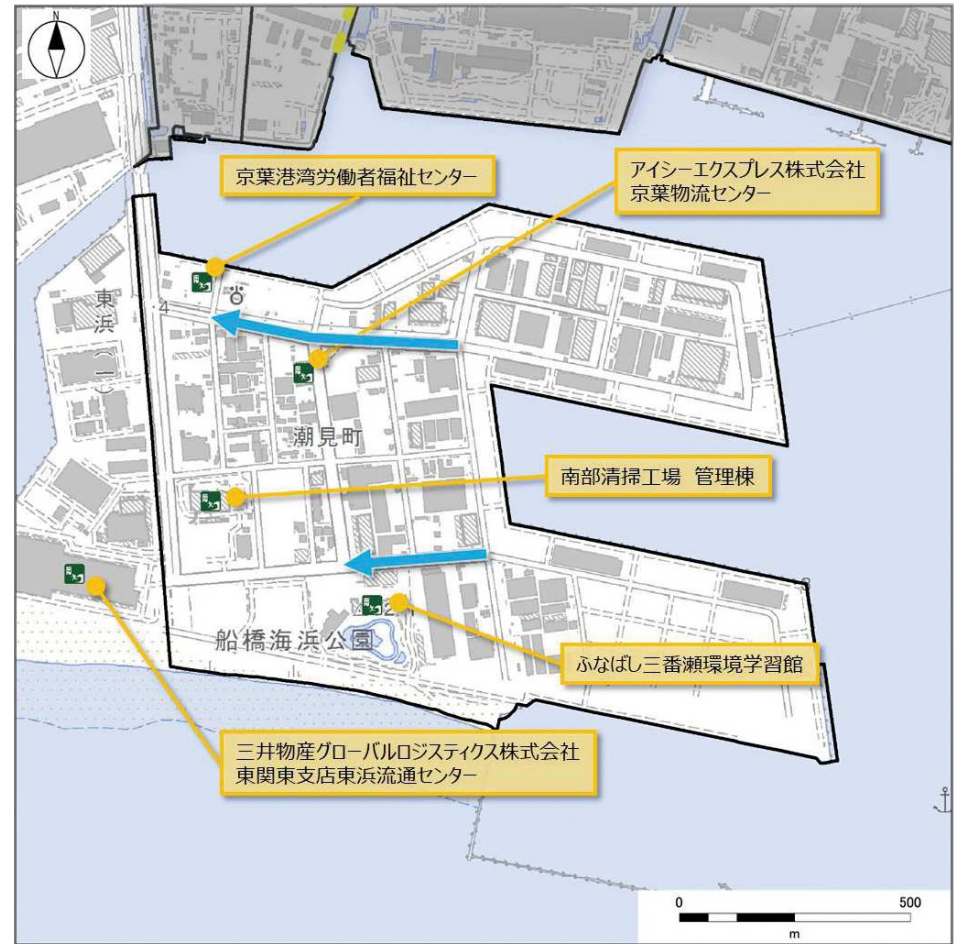 N
京葉港湾労働者福祉センター
アイシーエクスプレス株式会社
京葉物流センター
東浜(一)
4
潮見町
南部清掃工場 管理棟
2
船橋海浜公園
ふなばし三番瀬環境学習館
三井物産グローバルロジスティクス株式会社
東関東支店東浜流通センター
0 500
m